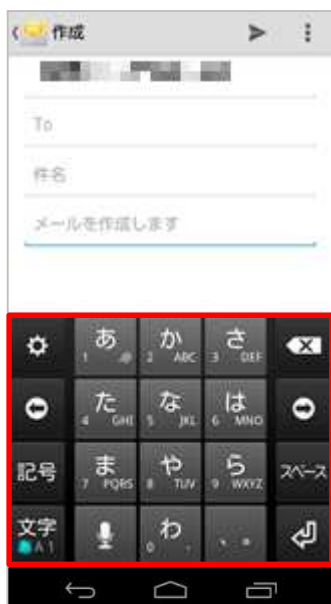 作成
To
件名
メールを作成します
あ か さ
1 .@ 2 ABC 3 DEF
た な は
4 GHI 5 JKL 6 MNO
記号 ま や ら スペース
7 PQRS 8 TUV 9 WXYZ
文字 わ 、。
A 1 0